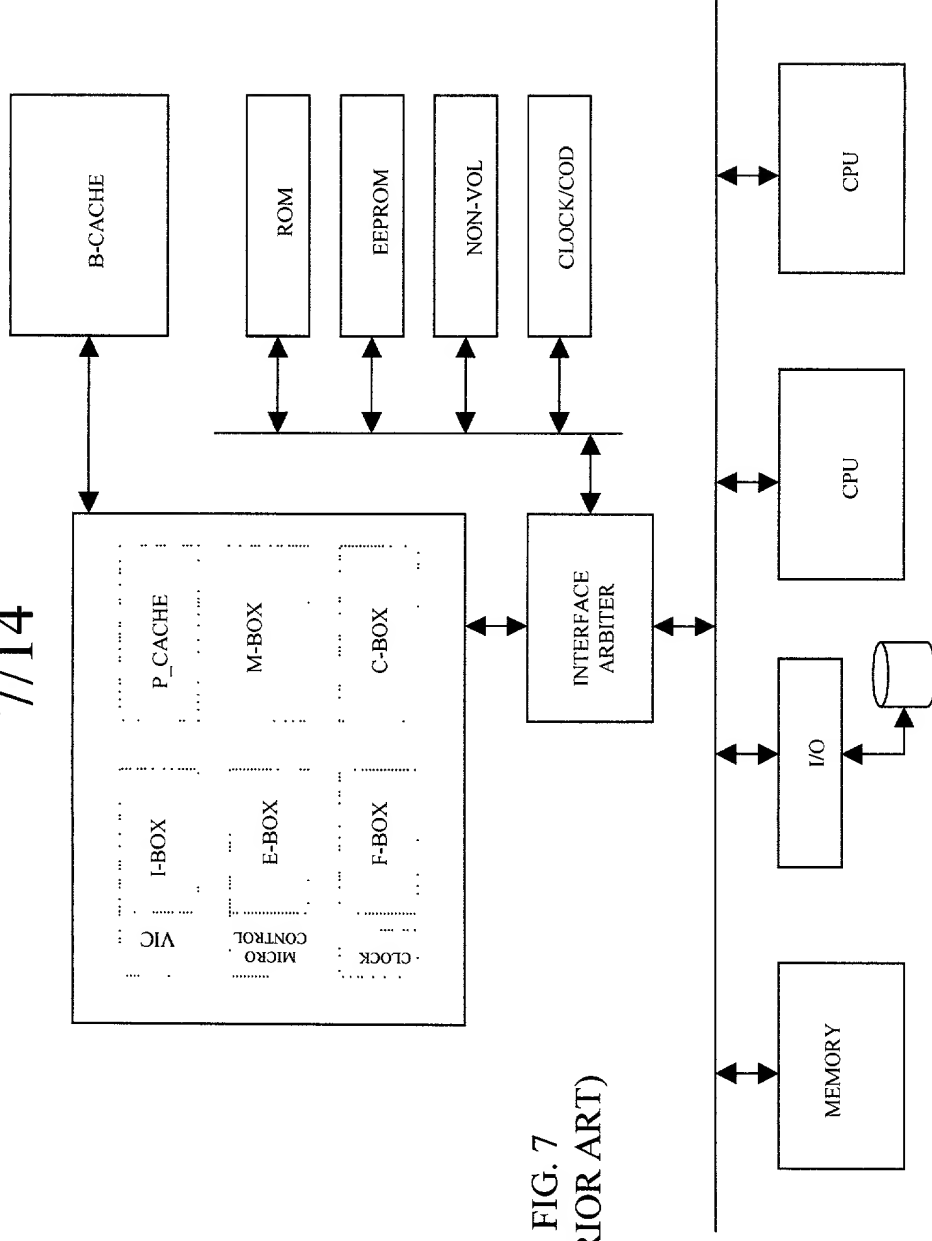 7/14
B-CACHE
ROM
EEPROM
NON-VOL
CLOCK/COD
P_CACHE
M-BOX
C-BOX
I-BOX
E-BOX
F-BOX
VIC
MICRO
CONTROL
CLOCK
INTERFACE
ARBITER
CPU
CPU
I/O
MEMORY
FIG. 7
RIOR ART)